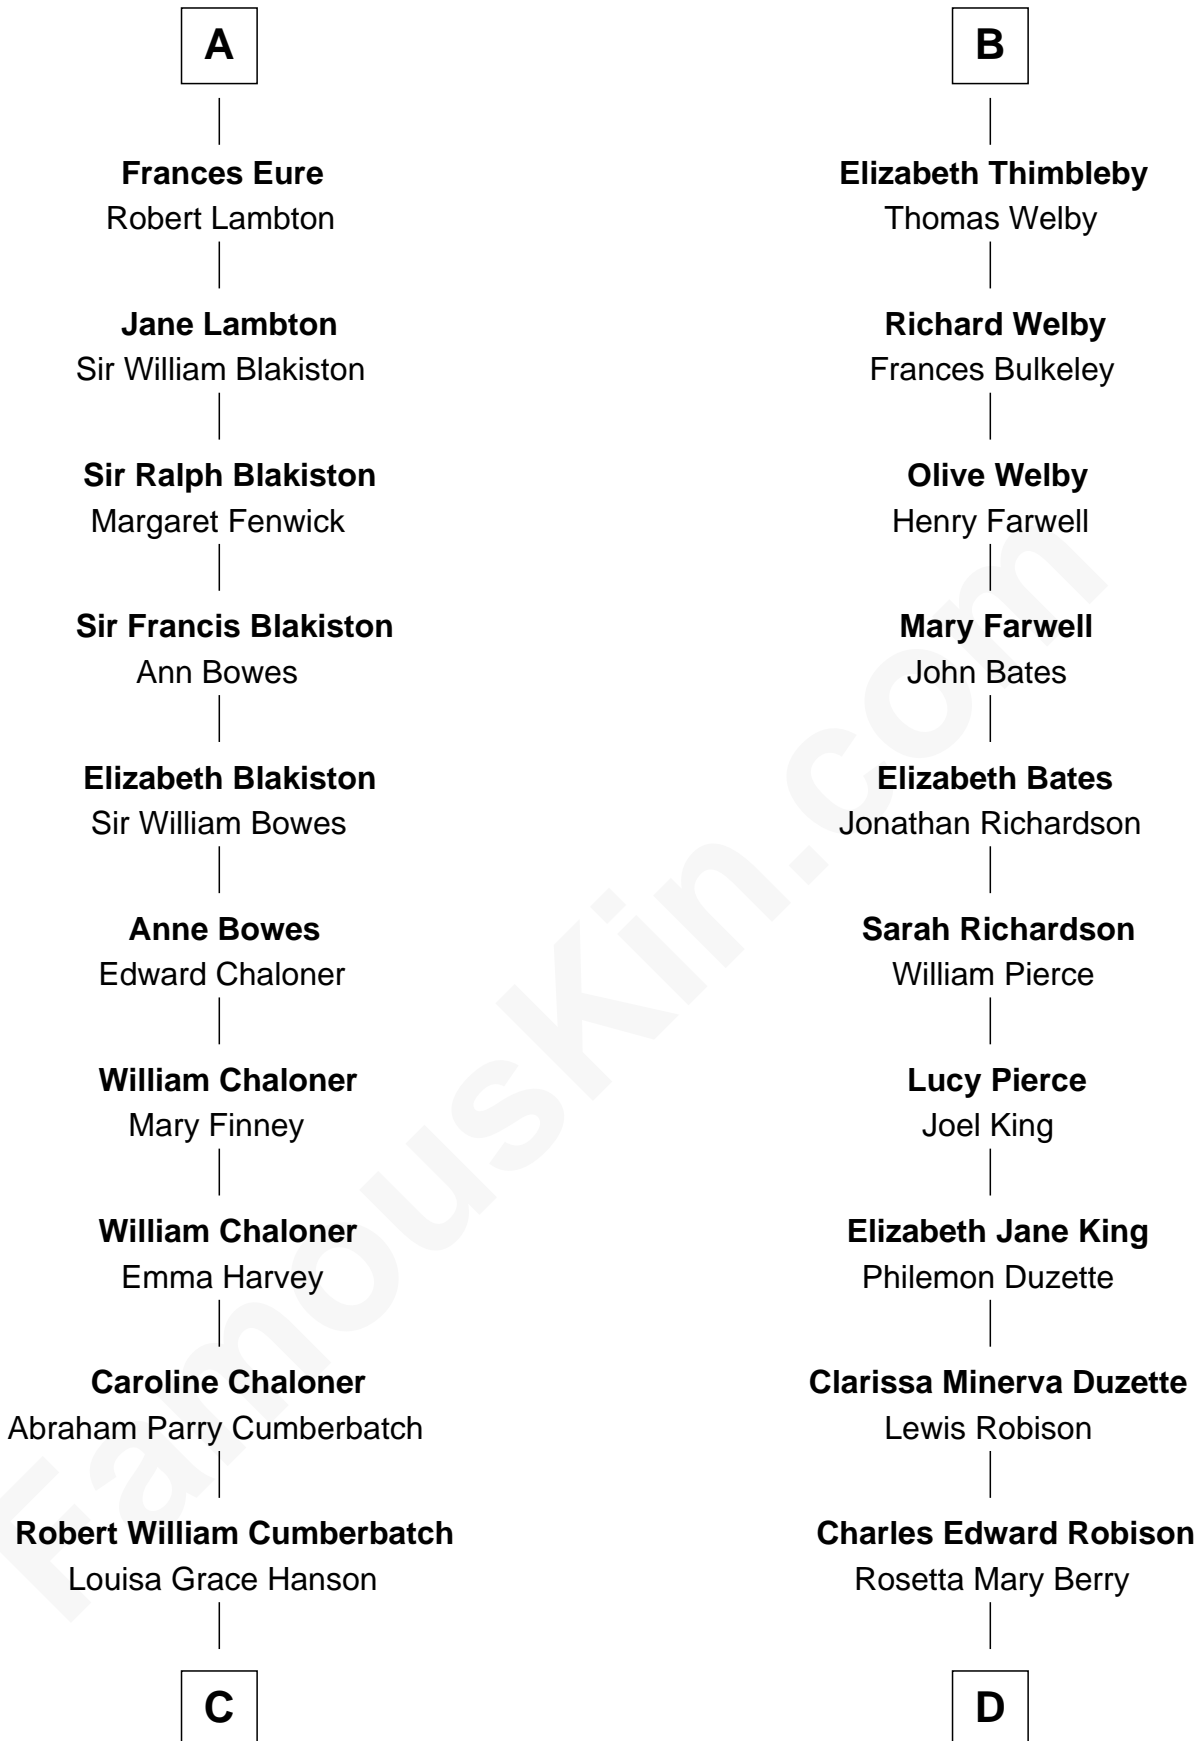 A
Frances Eure
Robert Lambton
Jane Lambton
Sir William Blakiston
Sir Ralph Blakiston
Margaret Fenwick
Sir Francis Blakiston
Ann Bowes
Elizabeth Blakiston
Sir William Bowes
Anne Bowes
Edward Chaloner
William Chaloner
Mary Finney
William Chaloner
Emma Harvey
Caroline Chaloner
Abraham Parry Cumberbatch
Robert William Cumberbatch
Louisa Grace Hanson
C
B
Elizabeth Thimbleby
Thomas Welby
Richard Welby
Frances Bulkeley
Olive Welby
Henry Farwell
Mary Farwell
John Bates
Elizabeth Bates
Jonathan Richardson
Sarah Richardson
William Pierce
Lucy Pierce
Joel King
Elizabeth Jane King
Philemon Duzette
Clarissa Minerva Duzette
Lewis Robison
Charles Edward Robison
Rosetta Mary Berry
D
FamousKin.com